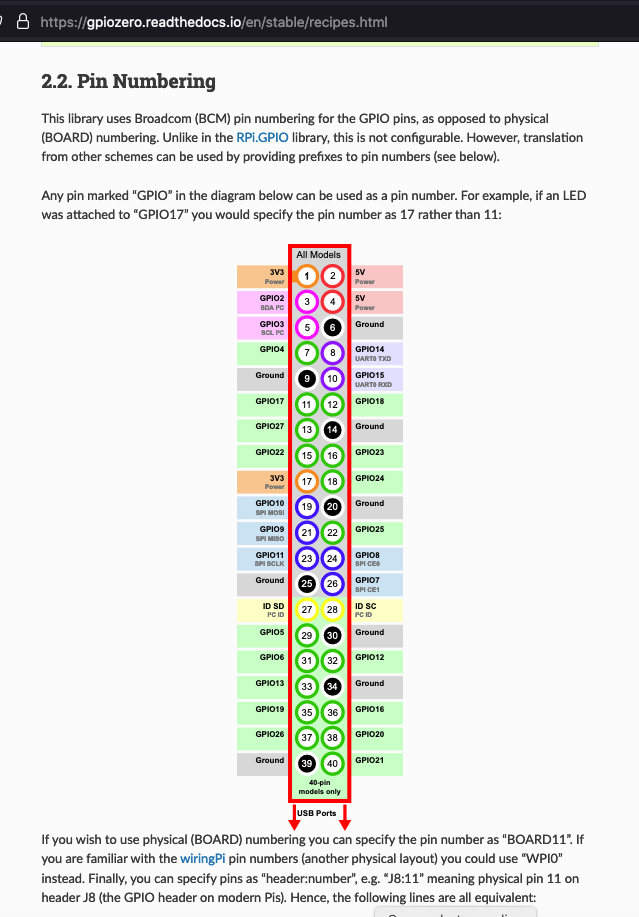 https://gpiozero.readthedocs.io/en/stable/recipes.html
2.2. Pin Numbering
This library uses Broadcom (BCM) pin numbering for the GPIO pins, as opposed to physical
(BOARD) numbering. Unlike in the RPi.GPIO library, this is not configurable. However, translation
from other schemes can be used by providing prefixes to pin numbers (see below).
Any pin marked “GPIO” in the diagram below can be used as a pin number. For example, if an LED
was attached to “GPIO17” you would specify the pin number as 17 rather than 11:
All Models
3V3 1 2 5V
Power Power
GPIO2 3 4 5V
SDA I²C Power
GPIO3 5 6 Ground
SCL I²C
GPIO4 7 8 GPIO14
UART0 TXD
Ground 9 10 GPIO15
UART0 RXD
GPIO17 11 12 GPIO18
GPIO27 13 14 Ground
GPIO22 15 16 GPIO23
3V3 17 18 GPIO24
Power
GPIO10 19 20 Ground
SPI MOSI
GPIO9 21 22 GPIO25
SPI MISO
GPIO11 23 24 GPIO8
SPI SCLK SPI CE0
Ground 25 26 GPIO7
SPI CE1
ID SD 27 28 ID SC
I²C ID I²C ID
GPIO5 29 30 Ground
GPIO6 31 32 GPIO12
GPIO13 33 34 Ground
GPIO19 35 36 GPIO16
GPIO26 37 38 GPIO20
Ground 39 40 GPIO21
40-pin
models only
USB Ports
If you wish to use physical (BOARD) numbering you can specify the pin number as “BOARD11”. If
you are familiar with the wiringPi pin numbers (another physical layout) you could use “WPI0”
instead. Finally, you can specify pins as “header:number”, e.g. “J8:11” meaning physical pin 11 on
header J8 (the GPIO header on modern Pis). Hence, the following lines are all equivalent: